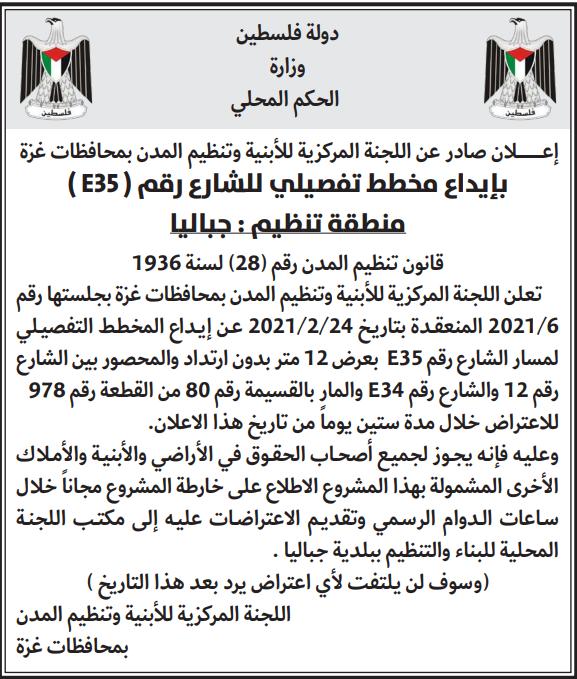 دولة فلسطين
وزارة
الحكم المحلي
فلسطين
فلسطين
إعـــــلان صادر عن اللجنة المركزية للأبنية وتنظيم المدن بمحافظات غزة
بإيداع مخطط تفصيلي للشارع رقم ( E35 )
منطقة تنظيم : جباليا
قانون تنظيم المدن رقم (28) لسنة 1936
تعلن اللجنة المركزية للأبنية وتنظيم المدن بمحافظات غزة بجلستها رقم
2021/6 المنعقدة بتاريخ 2021/2/24 عن إيداع المخطط التفصيلي
لمسار الشارع رقم E35 بعرض 12 متر بدون ارتداد والمحصور بين الشارع
رقم 12 والشارع رقم E34 والمار بالقسيمة رقم 80 من القطعة رقم 978
للاعتراض خلال مدة ستين يوماً من تاريخ هذا الاعلان.
وعليه فإنه يجوز لجميع أصحاب الحقوق في الأراضي والأبنية والأملاك
الأخرى المشمولة بهذا المشروع الاطلاع على خارطة المشروع مجاناً خلال
ساعات الدوام الرسمي وتقديم الاعتراضات عليه إلى مكتب اللجنة
المحلية للبناء والتنظيم ببلدية جباليا .
(وسوف لن يلتفت لأي اعتراض يرد بعد هذا التاريخ )
اللجنة المركزية للأبنية وتنظيم المدن
بمحافظات غزة